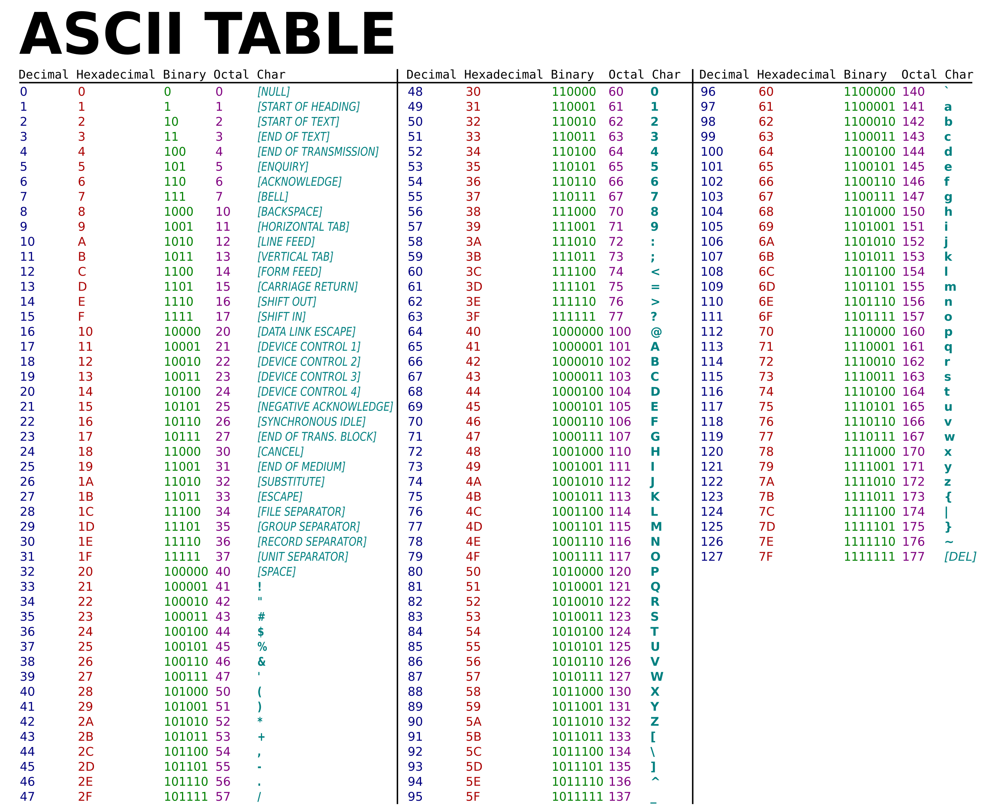 ASCII TABLE
Decimal Hexadecimal Binary Octal Char
0 0 0 0 [NULL]
1 1 1 1 [START OF HEADING]
2 2 10 2 [START OF TEXT]
3 3 11 3 [END OF TEXT]
4 4 100 4 [END OF TRANSMISSION]
5 5 101 5 [ENQUIRY]
6 6 110 6 [ACKNOWLEDGE]
7 7 111 7 [BELL]
8 8 1000 10 [BACKSPACE]
9 9 1001 11 [HORIZONTAL TAB]
10 A 1010 12 [LINE FEED]
11 B 1011 13 [VERTICAL TAB]
12 C 1100 14 [FORM FEED]
13 D 1101 15 [CARRIAGE RETURN]
14 E 1110 16 [SHIFT OUT]
15 F 1111 17 [SHIFT IN]
16 10 10000 20 [DATA LINK ESCAPE]
17 11 10001 21 [DEVICE CONTROL 1]
18 12 10010 22 [DEVICE CONTROL 2]
19 13 10011 23 [DEVICE CONTROL 3]
20 14 10100 24 [DEVICE CONTROL 4]
21 15 10101 25 [NEGATIVE ACKNOWLEDGE]
22 16 10110 26 [SYNCHRONOUS IDLE]
23 17 10111 27 [END OF TRANS. BLOCK]
24 18 11000 30 [CANCEL]
25 19 11001 31 [END OF MEDIUM]
26 1A 11010 32 [SUBSTITUTE]
27 1B 11011 33 [ESCAPE]
28 1C 11100 34 [FILE SEPARATOR]
29 1D 11101 35 [GROUP SEPARATOR]
30 1E 11110 36 [RECORD SEPARATOR]
31 1F 11111 37 [UNIT SEPARATOR]
32 20 100000 40 [SPACE]
33 21 100001 41 !
34 22 100010 42 "
35 23 100011 43 #
36 24 100100 44 $
37 25 100101 45 %
38 26 100110 46 &
39 27 100111 47 '
40 28 101000 50 (
41 29 101001 51 )
42 2A 101010 52 *
43 2B 101011 53 +
44 2C 101100 54 ,
45 2D 101101 55 -
46 2E 101110 56 .
47 2F 101111 57 /
Decimal Hexadecimal Binary Octal Char
48 30 110000 60 0
49 31 110001 61 1
50 32 110010 62 2
51 33 110011 63 3
52 34 110100 64 4
53 35 110101 65 5
54 36 110110 66 6
55 37 110111 67 7
56 38 111000 70 8
57 39 111001 71 9
58 3A 111010 72 :
59 3B 111011 73 ;
60 3C 111100 74 <
61 3D 111101 75 =
62 3E 111110 76 >
63 3F 111111 77 ?
64 40 1000000 100 @
65 41 1000001 101 A
66 42 1000010 102 B
67 43 1000011 103 C
68 44 1000100 104 D
69 45 1000101 105 E
70 46 1000110 106 F
71 47 1000111 107 G
72 48 1001000 110 H
73 49 1001001 111 I
74 4A 1001010 112 J
75 4B 1001011 113 K
76 4C 1001100 114 L
77 4D 1001101 115 M
78 4E 1001110 116 N
79 4F 1001111 117 O
80 50 1010000 120 P
81 51 1010001 121 Q
82 52 1010010 122 R
83 53 1010011 123 S
84 54 1010100 124 T
85 55 1010101 125 U
86 56 1010110 126 V
87 57 1010111 127 W
88 58 1011000 130 X
89 59 1011001 131 Y
90 5A 1011010 132 Z
91 5B 1011011 133 [
92 5C 1011100 134 \
93 5D 1011101 135 ]
94 5E 1011110 136 ^
95 5F 1011111 137 _
Decimal Hexadecimal Binary Octal Char
96 60 1100000 140 `
97 61 1100001 141 a
98 62 1100010 142 b
99 63 1100011 143 c
100 64 1100100 144 d
101 65 1100101 145 e
102 66 1100110 146 f
103 67 1100111 147 g
104 68 1101000 150 h
105 69 1101001 151 i
106 6A 1101010 152 j
107 6B 1101011 153 k
108 6C 1101100 154 l
109 6D 1101101 155 m
110 6E 1101110 156 n
111 6F 1101111 157 o
112 70 1110000 160 p
113 71 1110001 161 q
114 72 1110010 162 r
115 73 1110011 163 s
116 74 1110100 164 t
117 75 1110101 165 u
118 76 1110110 166 v
119 77 1110111 167 w
120 78 1111000 170 x
121 79 1111001 171 y
122 7A 1111010 172 z
123 7B 1111011 173 {
124 7C 1111100 174 |
125 7D 1111101 175 }
126 7E 1111110 176 ~
127 7F 1111111 177 [DEL]